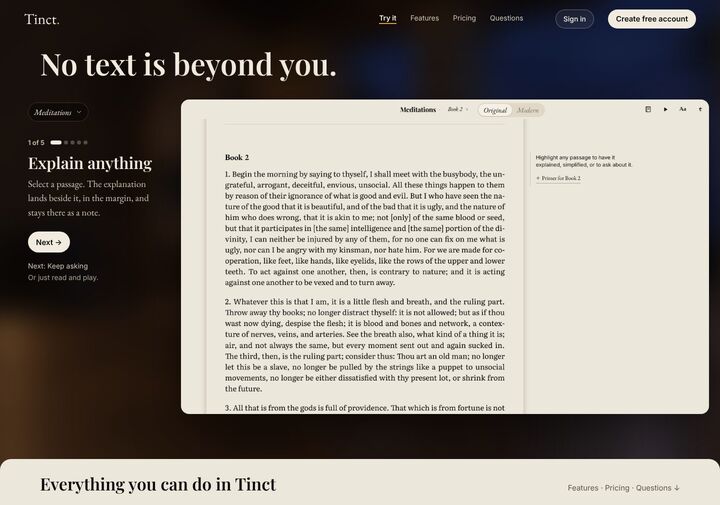 Tinct.
Try it
Features
Pricing
Questions
Sign in
Create free account
No text is beyond you.
Meditations
1 of 5
Explain anything
Select a passage. The explanation
lands beside it, in the margin, and
stays there as a note.
Next →
Next: Keep asking
Or just read and play.
Meditations
Book 2
Original
Modern
Aa
Book 2
1. Begin the morning by saying to thyself, I shall meet with the busybody, the un-
grateful, arrogant, deceitful, envious, unsocial. All these things happen to them
by reason of their ignorance of what is good and evil. But I who have seen the na-
ture of the good that it is beautiful, and of the bad that it is ugly, and the nature of
him who does wrong, that it is akin to me; not [only] of the same blood or seed,
but that it participates in [the same] intelligence and [the same] portion of the di-
vinity, I can neither be injured by any of them, for no one can fix on me what is
ugly, nor can I be angry with my kinsman, nor hate him. For we are made for co-
operation, like feet, like hands, like eyelids, like the rows of the upper and lower
teeth. To act against one another, then, is contrary to nature; and it is acting
against one another to be vexed and to turn away.
2. Whatever this is that I am, it is a little flesh and breath, and the ruling part.
Throw away thy books; no longer distract thyself: it is not allowed; but as if thou
wast now dying, despise the flesh; it is blood and bones and network, a contex-
ture of nerves, veins, and arteries. See the breath also, what kind of a thing it is;
air, and not always the same, but every moment sent out and again sucked in.
The third, then, is the ruling part; consider thus: Thou art an old man; no longer
let this be a slave, no longer be pulled by the strings like a puppet to unsocial
movements, no longer be either dissatisfied with thy present lot, or shrink from
the future.
3. All that is from the gods is full of providence. That which is from fortune is not
Highlight any passage to have it
explained, simplified, or to ask about it.
+ Primer for Book 2
Everything you can do in Tinct
Features · Pricing · Questions ↓